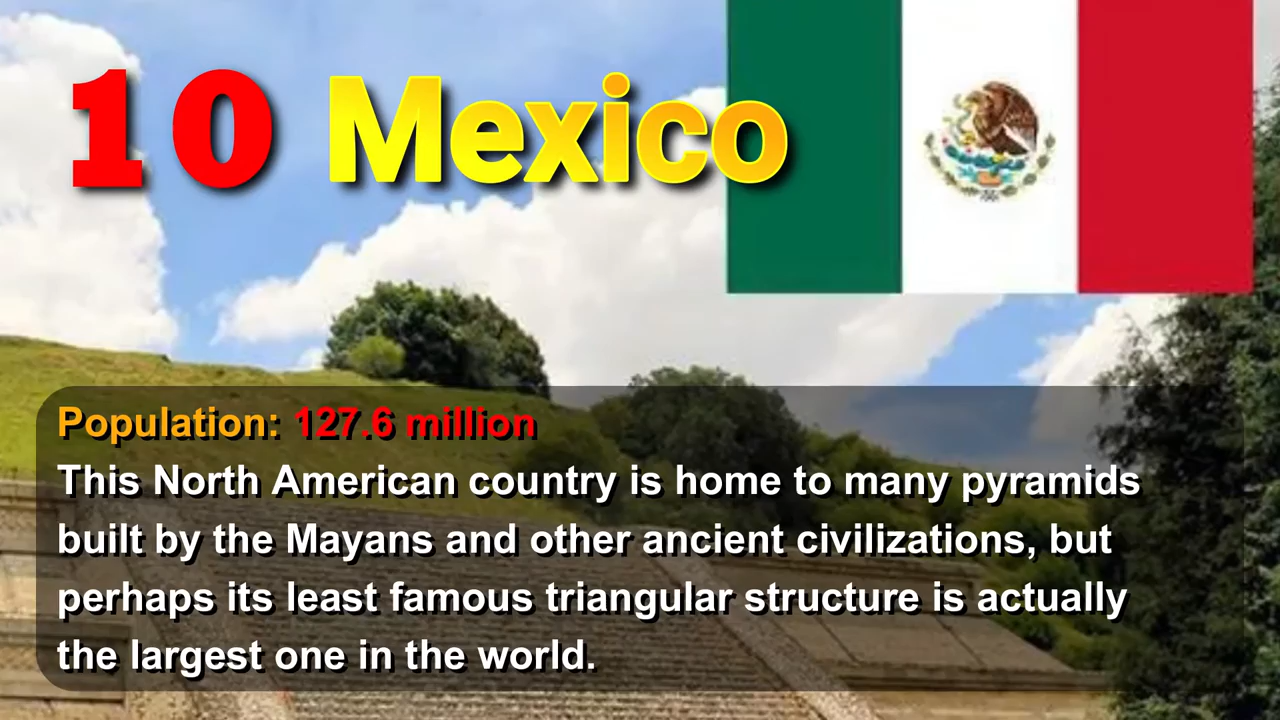 10 Mexico
Population: 127.6 million
This North American country is home to many pyramids
built by the Mayans and other ancient civilizations, but
perhaps its least famous triangular structure is actually
the largest one in the world.